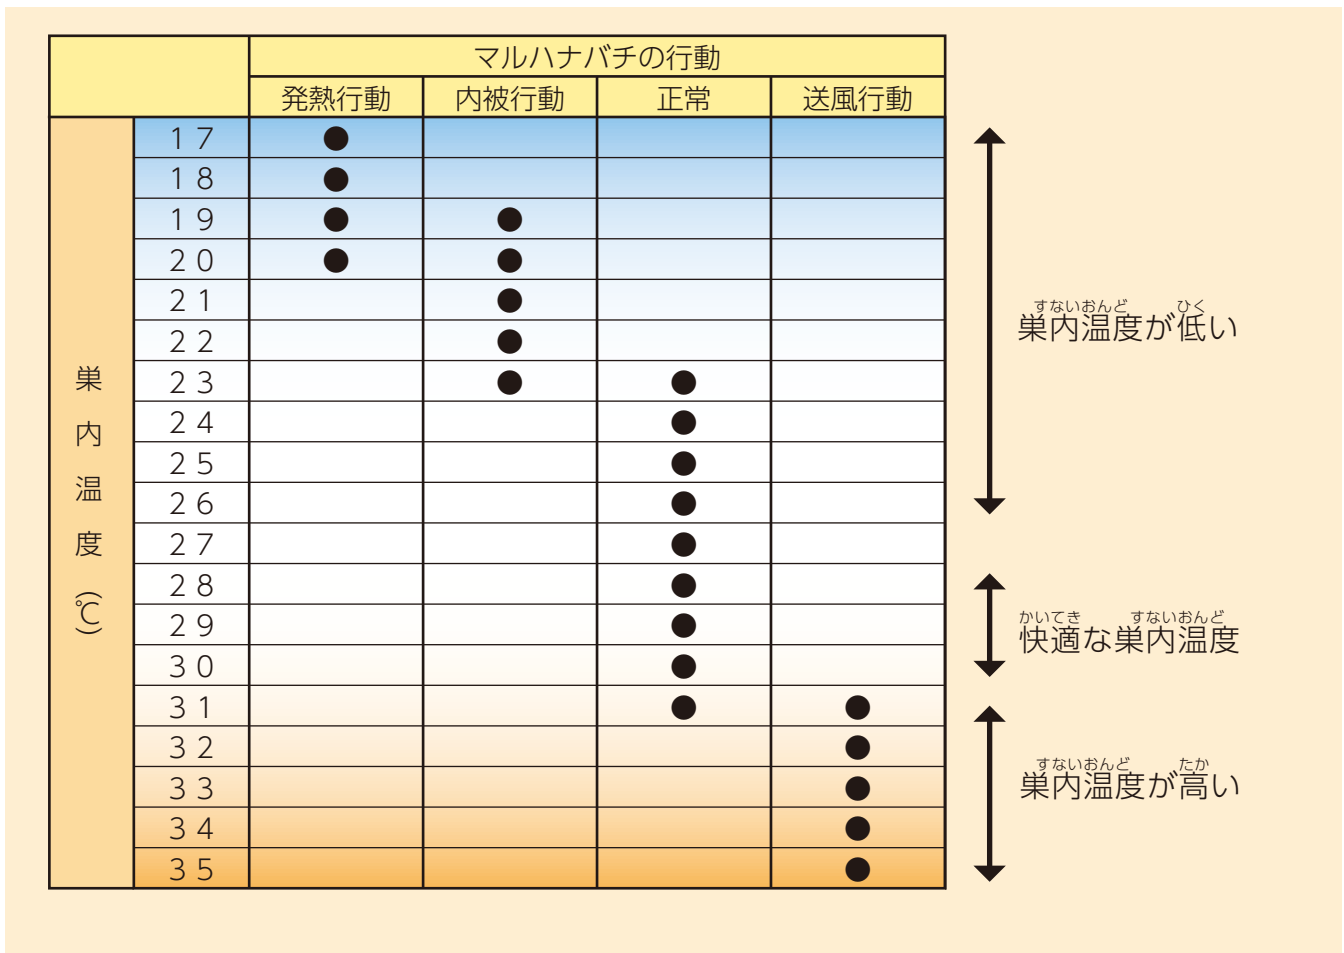 マルハナバチの行動
発熱行動 内被行動 正常 送風行動
巣内温度(℃)
17 ●
18 ●
19 ● ●
20 ● ●
21 ●
22 ●
23 ● ●
24 ●
25 ●
26 ●
27 ●
28 ●
29 ●
30 ●
31 ● ●
32 ●
33 ●
34 ●
35 ●
すないおんど ひく
巣内温度が低い
かいてき すないおんど
快適な巣内温度
すないおんど たか
巣内温度が高い